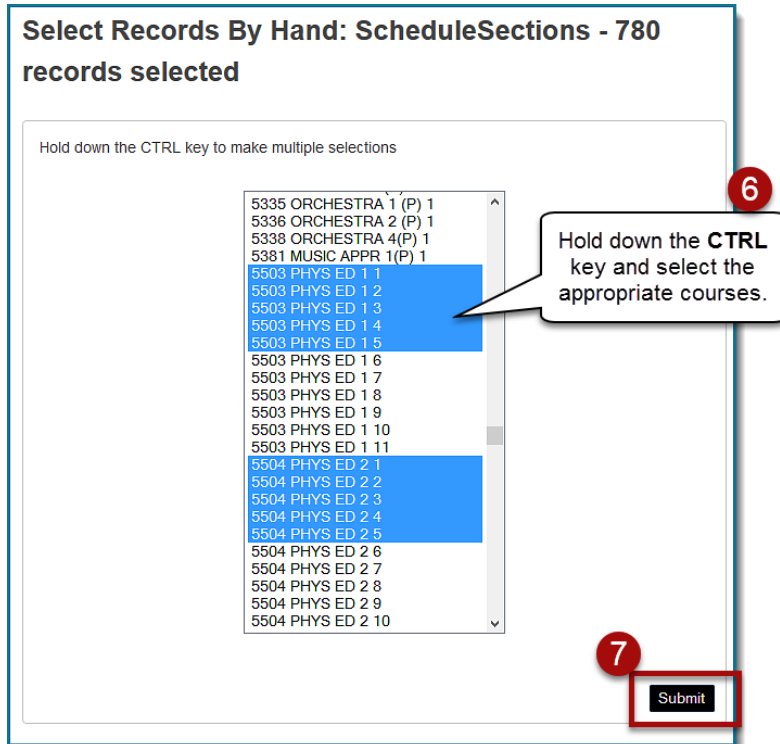 Select Records By Hand: ScheduleSections - 780
records selected
Hold down the CTRL key to make multiple selections
5335 ORCHESTRA 1 (P) 1
5336 ORCHESTRA 2 (P) 1
5338 ORCHESTRA 4(P) 1
5381 MUSIC APPR 1(P) 1
5503 PHYS ED 1 1
5503 PHYS ED 1 2
5503 PHYS ED 1 3
5503 PHYS ED 1 4
5503 PHYS ED 1 5
5503 PHYS ED 1 6
5503 PHYS ED 1 7
5503 PHYS ED 1 8
5503 PHYS ED 1 9
5503 PHYS ED 1 10
5503 PHYS ED 1 11
5504 PHYS ED 2 1
5504 PHYS ED 2 2
5504 PHYS ED 2 3
5504 PHYS ED 2 4
5504 PHYS ED 2 5
5504 PHYS ED 2 6
5504 PHYS ED 2 7
5504 PHYS ED 2 8
5504 PHYS ED 2 9
5504 PHYS ED 2 10
6
Hold down the CTRL
key and select the
appropriate courses.
7
Submit